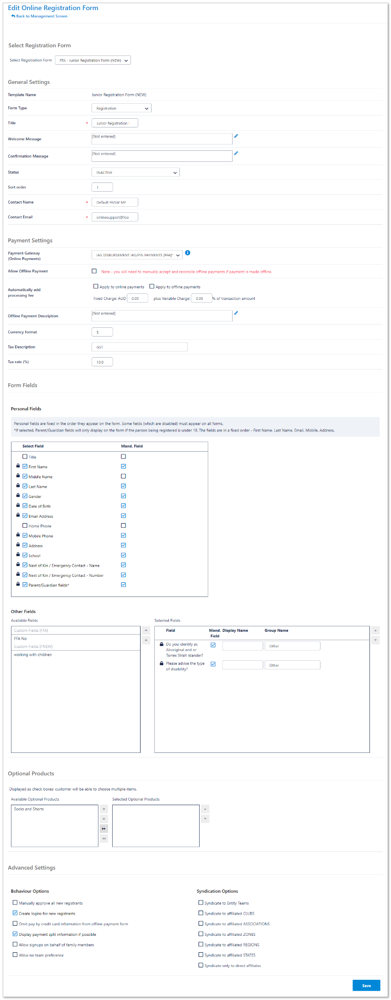 Edit Online Registration Form
Back to Management Screen
Select Registration Form
Select Registration Form FFA - Junior Registration Form (NEW)
General Settings
Template Name Junior Registration Form (NEW)
Form Type Registration
Title * Junior Registration
Welcome Message (Not entered)
Confirmation Message (Not entered)
Status INACTIVE
Sort order 1
Contact Name * Default FNSW MF
Contact Email * onlinesupport@foo
Payment Settings
Payment Gateway
(Online Payments) IAS DISBURSEMENT IAS/PIN PAYMENTS [FFA]*
Allow Offline Payment Note - you will need to manually accept and reconcile offline payments if payment is made offline.
Automatically add
processing fee
Apply to online payments Apply to offline payments
Fixed Charge: AUD 0.00 plus Variable Charge: 0.00 % of transaction amount
Offline Payment Description (Not entered)
Currency format $
Tax Description GST
Tax rate (%) 10.0
Form Fields
Personal Fields
Personal fields are fixed in the order they appear on the form. Some fields (which are disabled) must appear on all forms.
*If selected, Parent/Guardian fields will only display on the form if the person being registered is under 18. The fields are in a fixed order - First Name, Last Name, Email, Mobile, Address.
Select Field Mand. Field
Title
First Name
Middle Name
Last Name
Gender
Date of Birth
Email Address
Home Phone
Mobile Phone
Address
School
Next of Kin / Emergency Contact - Name
Next of Kin / Emergency Contact - Number
Parent/Guardian fields*
Other Fields
Available Fields
Custom Fields [FFA]
FFA No
Custom Fields [FNSW]
working with children
Selected Fields
Field Mand. Display Name Group Name
Field
Do you identify as Other
Aboriginal and or
Torres Strait Islander?
Please advise the type Other
of disability?
Optional Products
Displayed as check boxes: customer will be able to choose multiple items.
Available Optional Products Selected Optional Products
Socks and Shorts
Advanced Settings
Behaviour Options
Manually approve all new registrants
Create logins for new registrants
Omit pay by credit card information from offline payment form
Display payment split information if possible
Allow signups on behalf of family members
Allow no team preference
Syndication Options
Syndicate to Entity Teams
Syndicate to affiliated CLUBS
Syndicate to affiliated ASSOCIATIONS
Syndicate to affiliated ZONES
Syndicate to affiliated REGIONS
Syndicate to affiliated STATES
Syndicate only to direct affiliates
Save